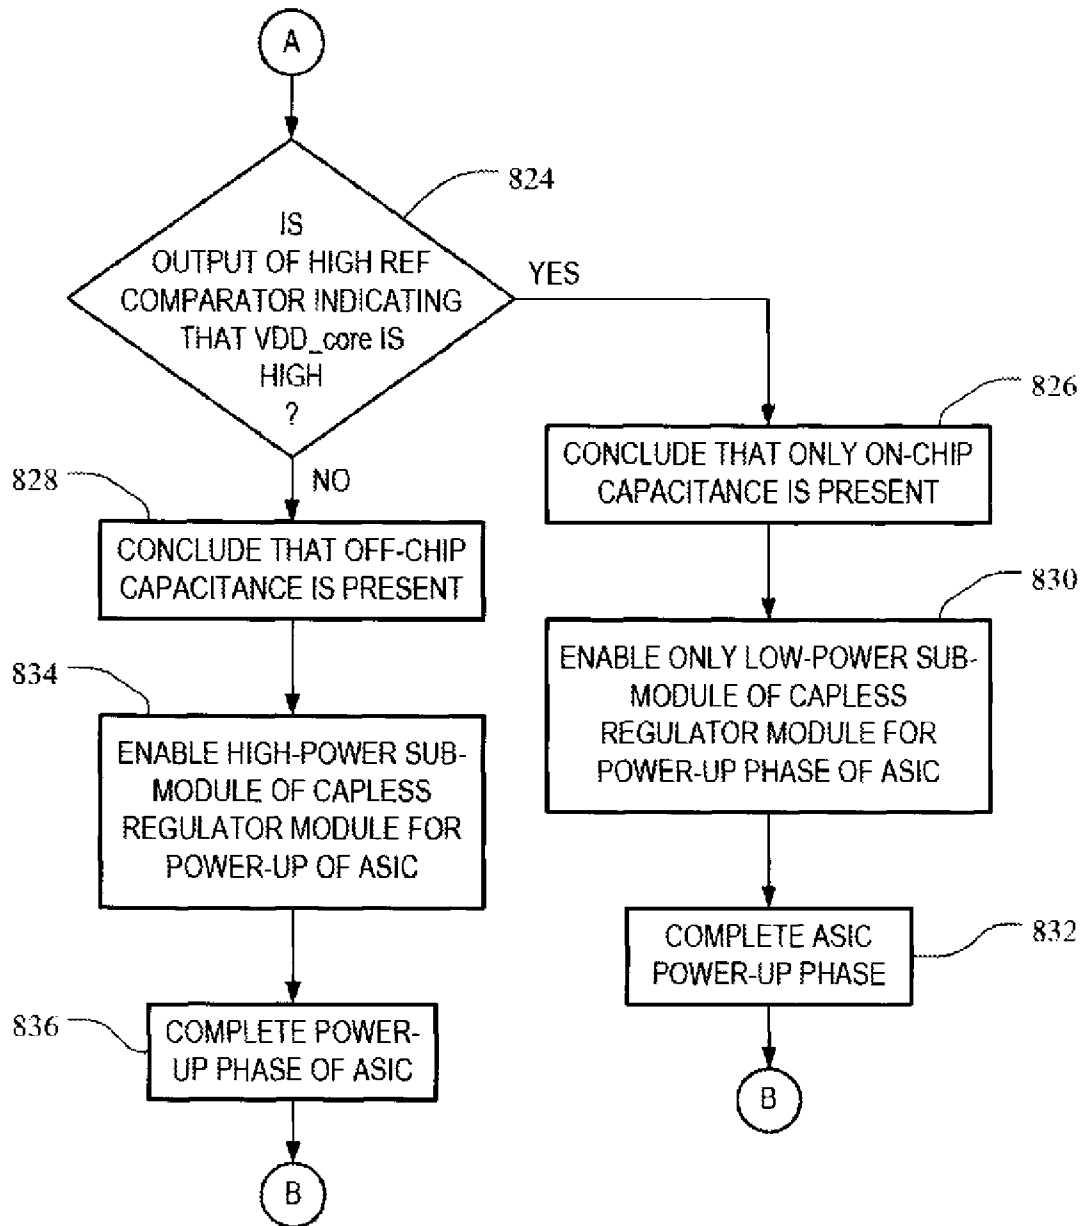 A
824
IS
OUTPUT OF HIGH REF
COMPARATOR INDICATING
THAT VDD_core IS
HIGH
?
YES
NO
826
CONCLUDE THAT ONLY ON-CHIP
CAPACITANCE IS PRESENT
828
CONCLUDE THAT OFF-CHIP
CAPACITANCE IS PRESENT
830
ENABLE ONLY LOW-POWER SUB-
MODULE OF CAPLESS
REGULATOR MODULE FOR
POWER-UP PHASE OF ASIC
834
ENABLE HIGH-POWER SUB-
MODULE OF CAPLESS
REGULATOR MODULE FOR
POWER-UP OF ASIC
832
COMPLETE ASIC
POWER-UP PHASE
836
COMPLETE POWER-
UP PHASE OF ASIC
B
B